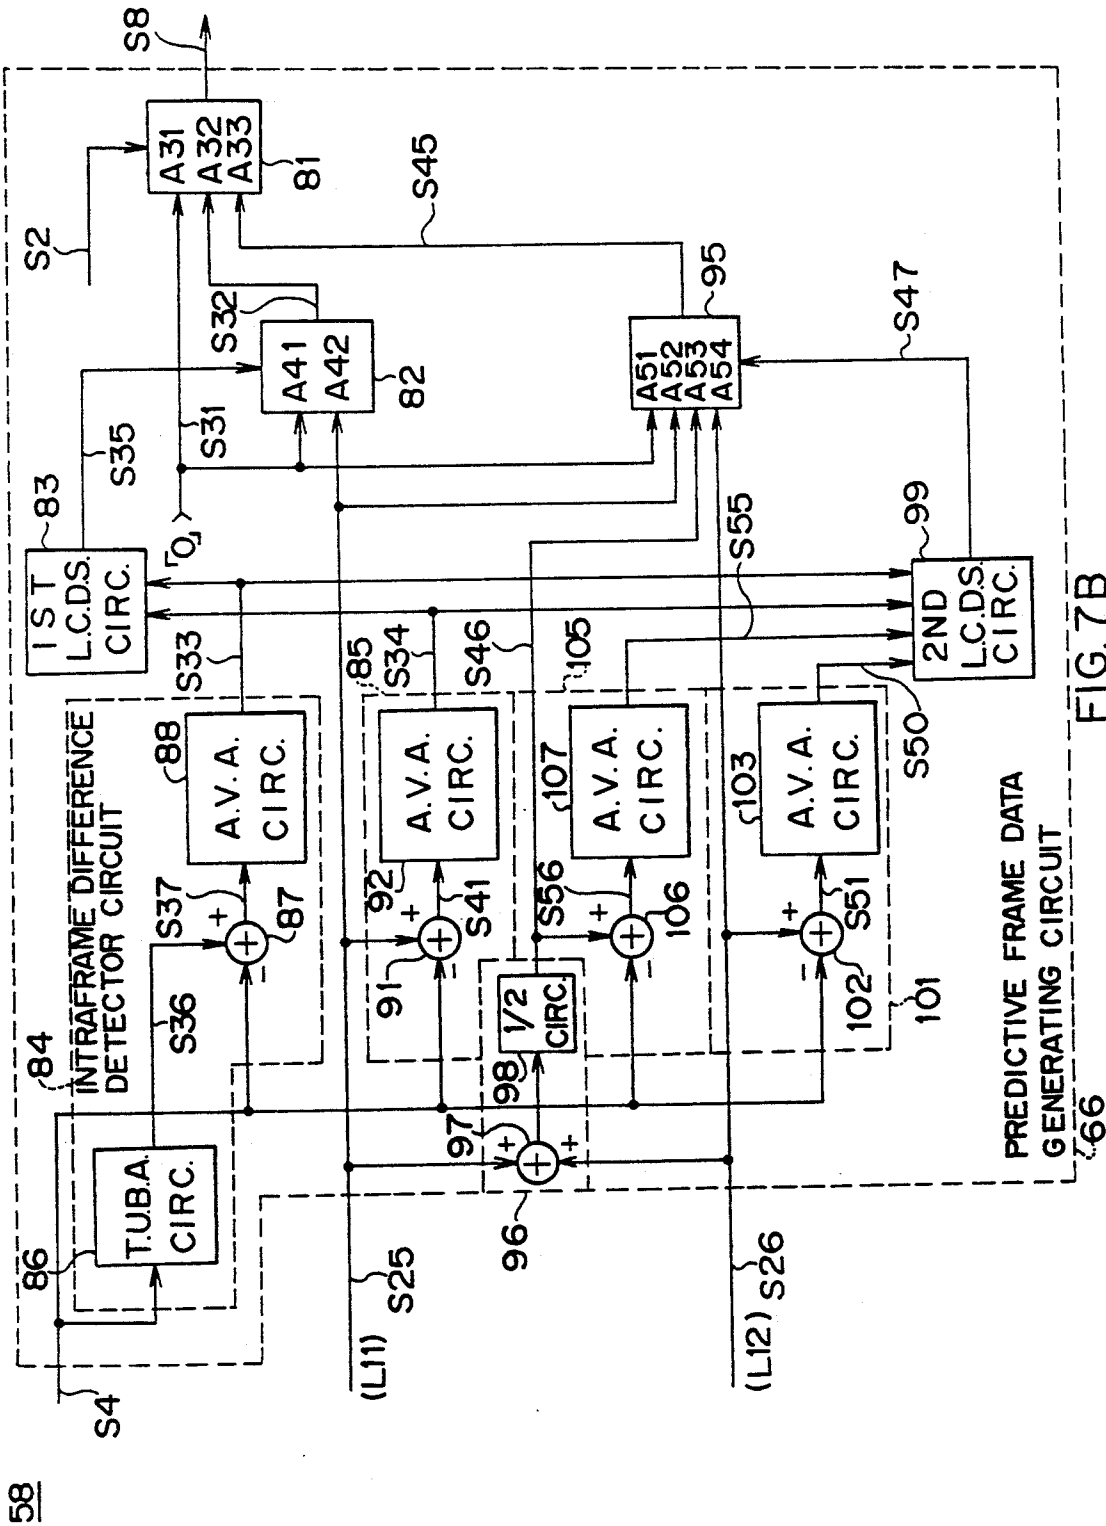 58
S4
S2
S8
84
INTRAFRAME DIFFERENCE
DETECTOR CIRCUIT
86
T.U.B.A.
CIRC.
S36
S37
+
+
−
87
88
A.V.A.
CIRC.
S33
83
IST
L.C.D.S.
CIRC.
S35
「0」
S31
S32
A31
A32
A33
81
A41
A42
82
S45
(L11)
S25
91
+
+
−
S41
92
A.V.A.
CIRC.
85
S34
S46
105
96
97
+
+
+
98
1/2
CIRC.
S56
+
+
−
106
107
A.V.A.
CIRC.
S55
A51
A52
A53
A54
95
S47
(L12)
S26
102
+
+
−
S51
103
A.V.A.
CIRC.
101
S50
99
2ND
L.C.D.S.
CIRC.
PREDICTIVE FRAME DATA
GENERATING CIRCUIT
66
FIG. 7B